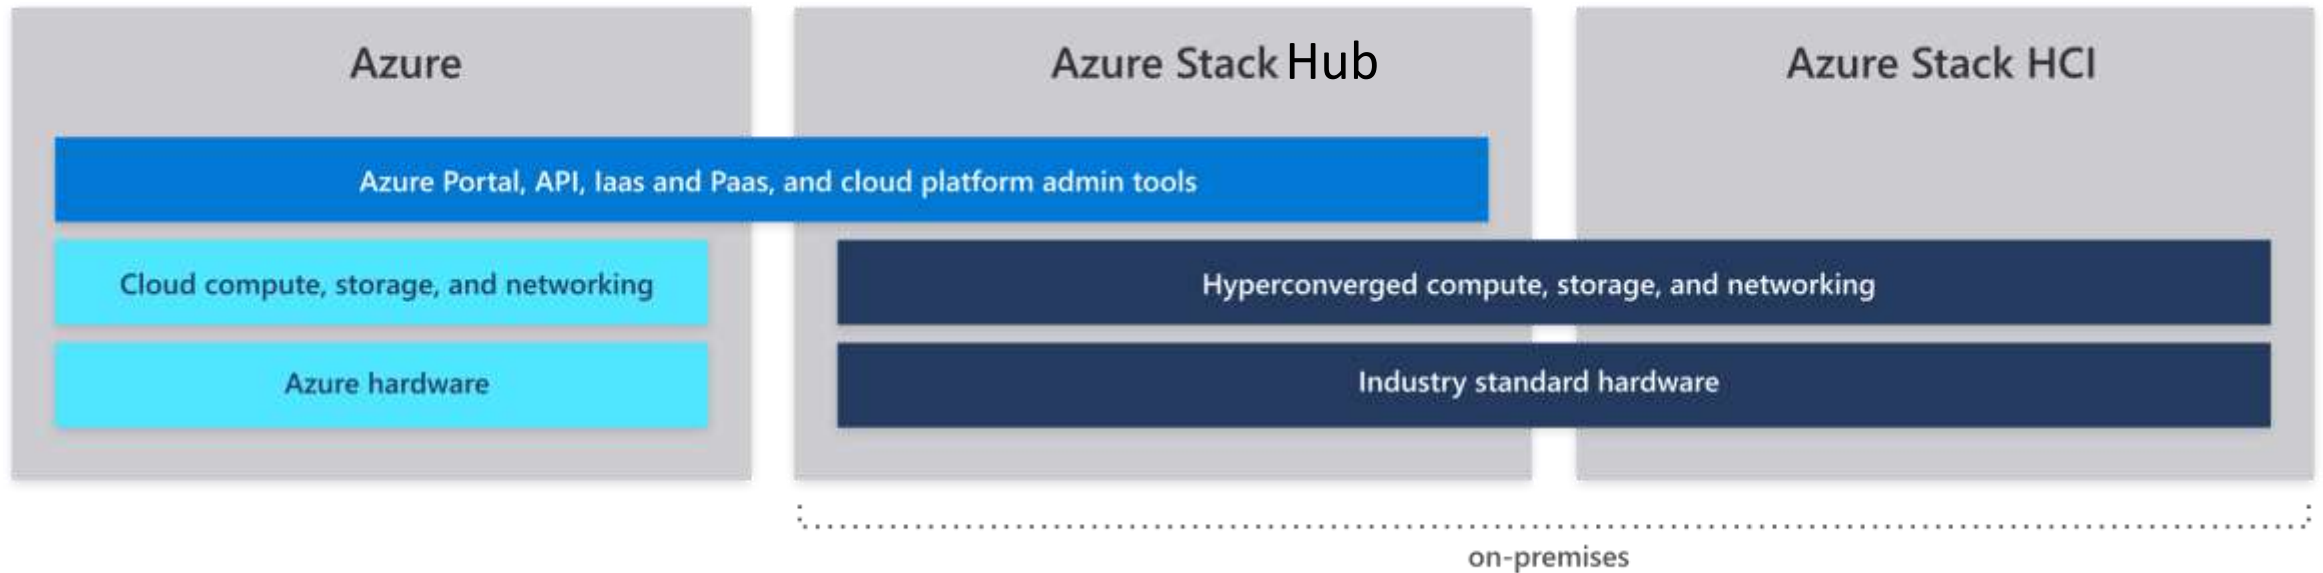 Azure
Azure Stack Hub
Azure Stack HCI
Azure Portal, API, Iaas and Paas, and cloud platform admin tools
Cloud compute, storage, and networking
Hyperconverged compute, storage, and networking
Azure hardware
Industry standard hardware
on-premises